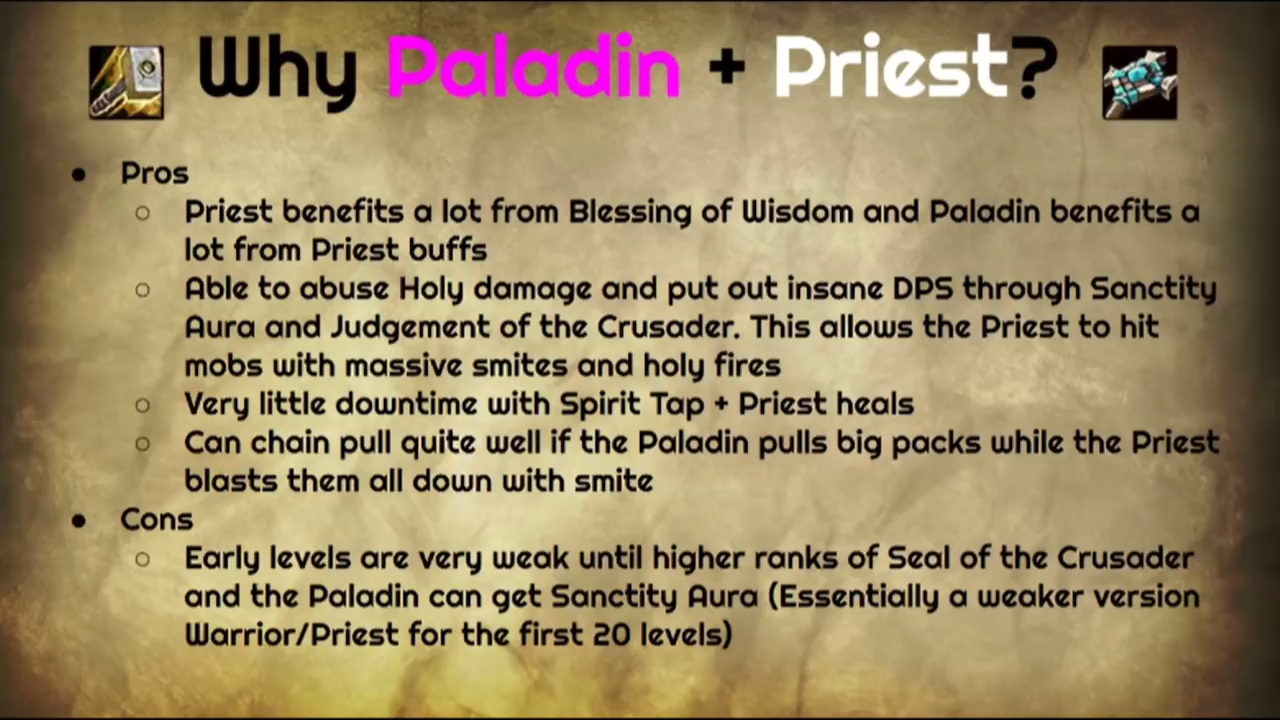 Why Paladin + Priest?
● Pros
○ Priest benefits a lot from Blessing of Wisdom and Paladin benefits a
lot from Priest buffs
○ Able to abuse Holy damage and put out insane DPS through Sanctity
Aura and Judgement of the Crusader. This allows the Priest to hit
mobs with massive smites and holy fires
○ Very little downtime with Spirit Tap + Priest heals
○ Can chain pull quite well if the Paladin pulls big packs while the Priest
blasts them all down with smite
● Cons
○ Early levels are very weak until higher ranks of Seal of the Crusader
and the Paladin can get Sanctity Aura (Essentially a weaker version
Warrior/Priest for the first 20 levels)